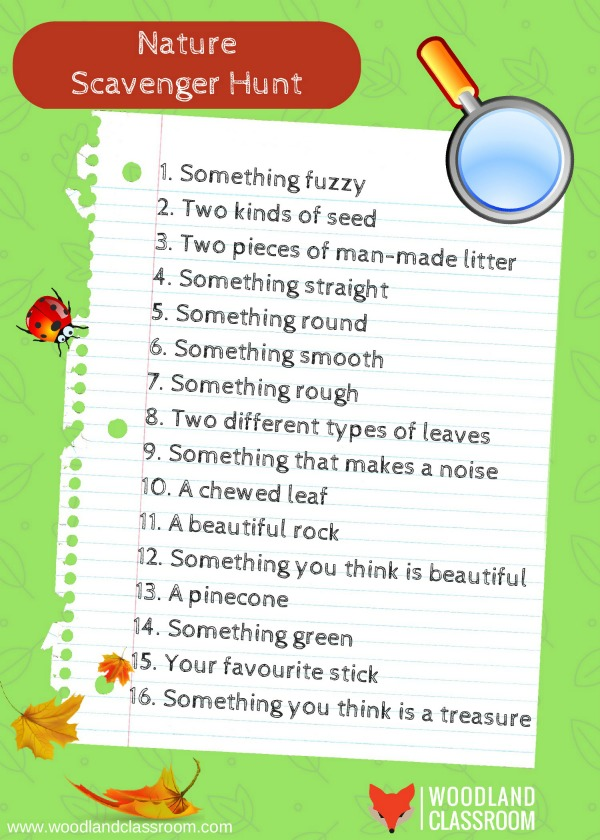 Nature
Scavenger Hunt
1. Something fuzzy
2. Two kinds of seed
3. Two pieces of man-made litter
4. Something straight
5. Something round
6. Something smooth
7. Something rough
8. Two different types of leaves
9. Something that makes a noise
10. A chewed leaf
11. A beautiful rock
12. Something you think is beautiful
13. A pinecone
14. Something green
15. Your favourite stick
16. Something you think is a treasure
WOODLAND
CLASSROOM
www.woodlandclassroom.com